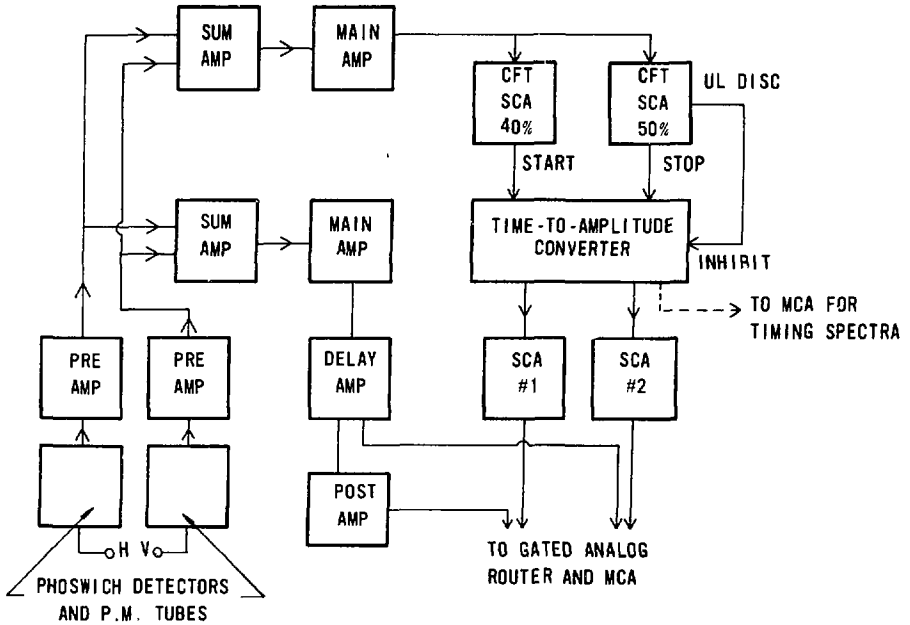 SUM
AMP
MAIN
AMP
CFT
SCA
40%
CFT
SCA
50%
UL DISC
START
STOP
SUM
AMP
MAIN
AMP
TIME-TO-AMPLITUDE
CONVERTER
INHIBIT
TO MCA FOR
TIMING SPECTRA
PRE
AMP
PRE
AMP
DELAY
AMP
SCA
#1
SCA
#2
POST
AMP
H V
TO GATED ANALOG
ROUTER AND MCA
PHOSWICH DETECTORS
AND P.M. TUBES